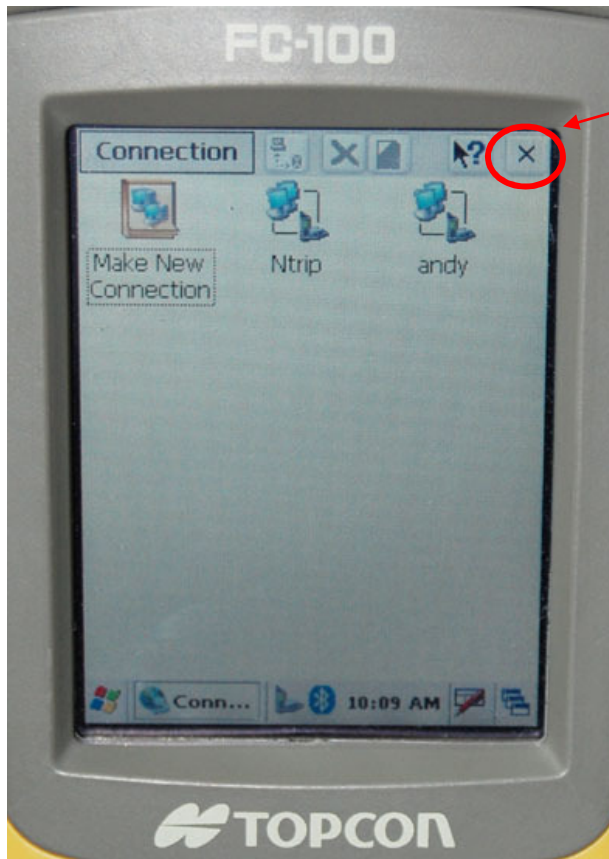 FC-100
Connection
?
×
Make New
Connection
Ntrip
andy
Conn...
10:09 AM
TOPCON